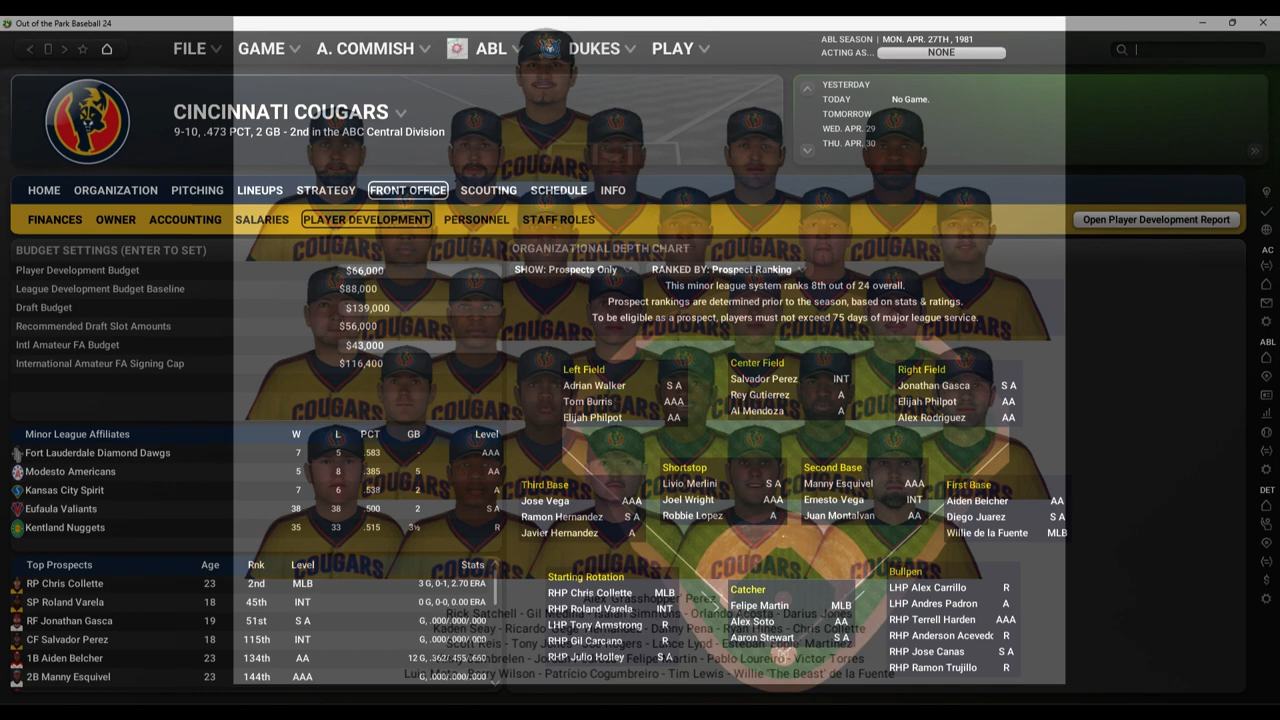 Out of the Park Baseball 24
FILE GAME A. COMMISH ABL DUKES PLAY
ABL SEASON | MON. APR. 27TH, 1981
ACTING AS... NONE
CINCINNATI COUGARS
9-10, .473 PCT, 2 GB - 2nd in the ABC Central Division
YESTERDAY
TODAY No Game.
TOMORROW
WED. APR. 29
THU. APR. 30
HOME ORGANIZATION PITCHING LINEUPS STRATEGY FRONT OFFICE SCOUTING SCHEDULE INFO
FINANCES OWNER ACCOUNTING SALARIES PLAYER DEVELOPMENT PERSONNEL STAFF ROLES
Open Player Development Report
BUDGET SETTINGS (ENTER TO SET)
Player Development Budget $66,000
League Development Budget Baseline $88,000
Draft Budget $139,000
Recommended Draft Slot Amounts $56,000
Intl Amateur FA Budget $43,000
International Amateur FA Signing Cap $116,400
Minor League Affiliates W L PCT GB Level
Fort Lauderdale Diamond Dawgs 7 5 .583 - AAA
Modesto Americans 5 8 .385 5 AA
Kansas City Spirit 7 6 .538 2 A
Eufaula Valiants 38 38 .500 2 S A
Kentland Nuggets 35 33 .515 3½ R
Top Prospects Age Rnk Level Stats
RP Chris Collette 23 2nd MLB 3 G, 0-1, 2.70 ERA
SP Roland Varela 18 45th INT 0 G, 0-0, 0.00 ERA
RF Jonathan Gasca 19 51st S A G, .000/.000/.000
CF Salvador Perez 18 115th INT G, .000/.000/.000
1B Aiden Belcher 23 134th AA 12 G, .362/.455/.660
2B Manny Esquivel 23 144th AAA G, .000/.000/.000
ORGANIZATIONAL DEPTH CHART
SHOW: Prospects Only RANKED BY: Prospect Ranking
This minor league system ranks 8th out of 24 overall.
Prospect rankings are determined prior to the season, based on stats & ratings.
To be eligible as a prospect, players must not exceed 75 days of major league service.
Left Field
Adrian Walker S A
Tom Burris AAA
Elijah Philpot AA
Center Field
Salvador Perez INT
Rey Gutierrez A
Al Mendoza A
Right Field
Jonathan Gasca S A
Elijah Philpot AA
Alex Rodriguez AA
Third Base
Jose Vega AAA
Ramon Hernandez S A
Javier Hernandez A
Shortstop
Livio Merlini S A
Joel Wright AAA
Robbie Lopez A
Second Base
Manny Esquivel AAA
Ernesto Vega INT
Juan Montalvan AA
First Base
Aiden Belcher AA
Diego Juarez S A
Willie de la Fuente MLB
Starting Rotation
RHP Chris Collette MLB
RHP Roland Varela INT
LHP Tony Armstrong R
RHP Gil Carcano R
RHP Julio Holley S A
Catcher
Felipe Martin MLB
Alex Soto AA
Aaron Stewart S A
Bullpen
LHP Alex Carrillo R
LHP Andres Padron A
RHP Terrell Harden AAA
RHP Anderson Acevedo R
RHP Jose Canas S A
RHP Ramon Trujillo R
COUGARS
AC
ABL
DET